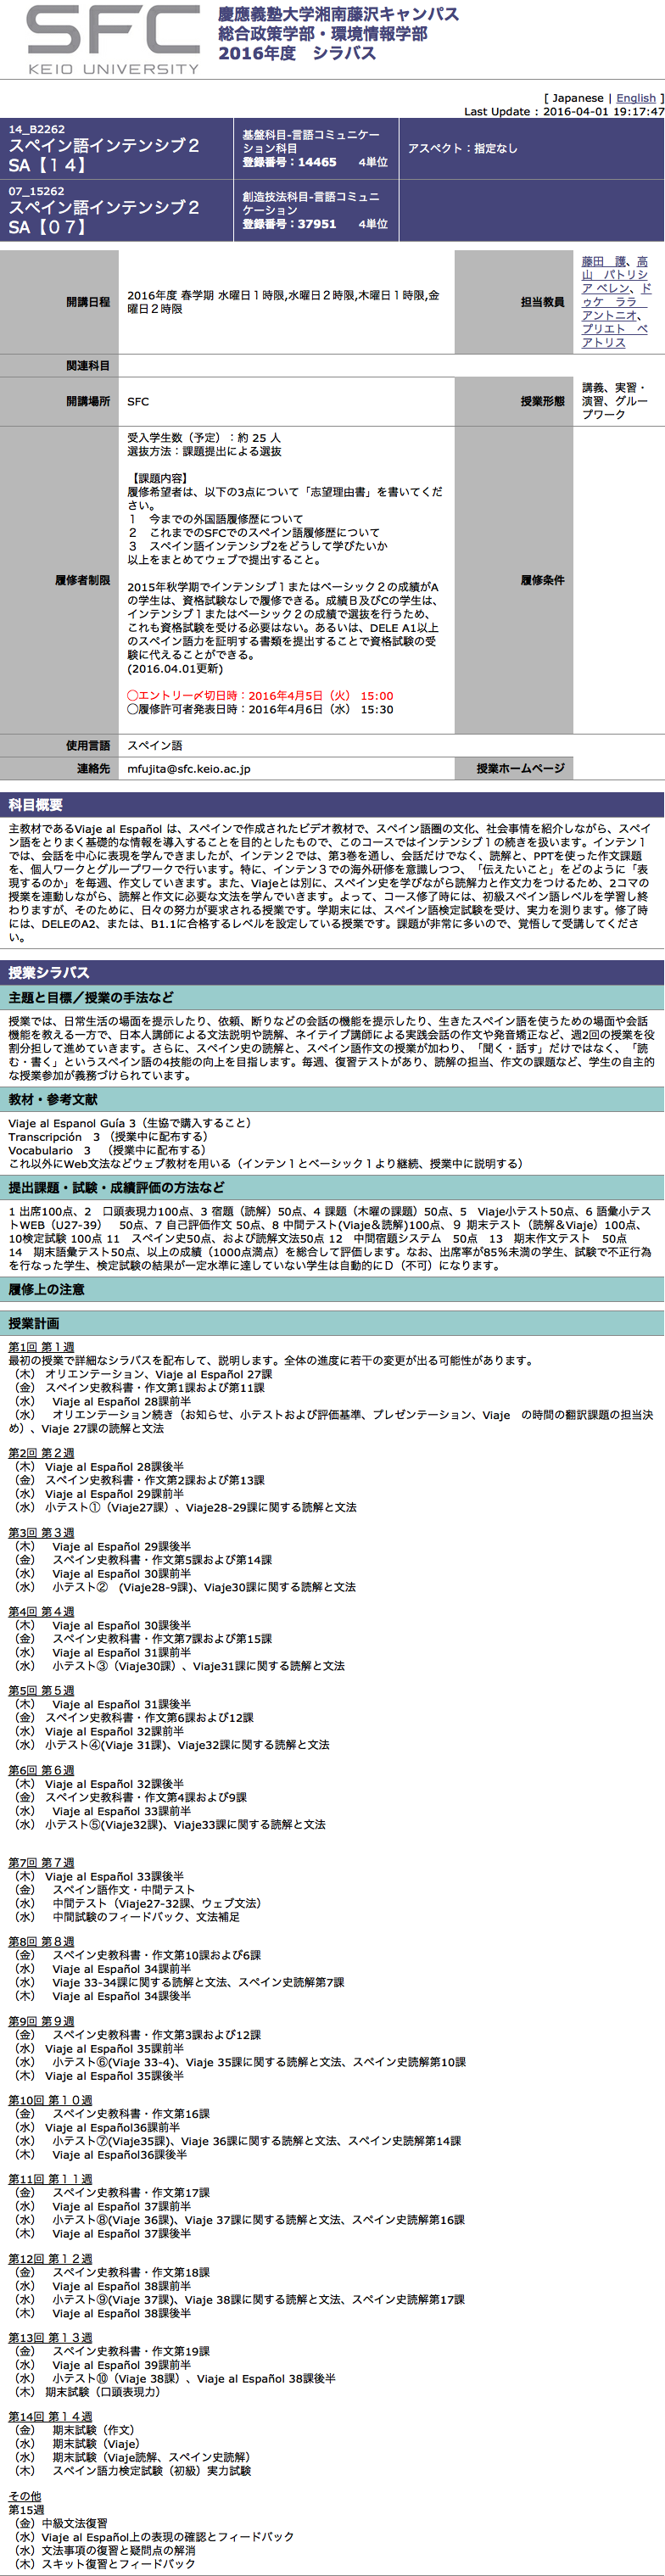 SFC
KEIO UNIVERSITY
慶應義塾大学湘南藤沢キャンパス
総合政策学部・環境情報学部
2016年度　シラバス
[ Japanese | English ]
Last Update : 2016-04-01 19:17:47
14_B2262
スペイン語インテンシブ２
SA【１４】
基盤科目-言語コミュニケー
ション科目
登録番号：14465　　4単位
アスペクト：指定なし
07_15262
スペイン語インテンシブ２
SA【０７】
創造技法科目-言語コミュニ
ケーション
登録番号：37951　　4単位
開講日程
2016年度 春学期 水曜日１時限,水曜日２時限,木曜日１時限,金
曜日２時限
担当教員
藤田　護、高
山　パトリシ
ア ベレン、ド
ゥケ　ララ
アントニオ、
プリエト　ベ
アトリス
関連科目
開講場所
SFC
授業形態
講義、実習・
演習、グルー
プワーク
履修者制限
受入学生数（予定）：約 25 人
選抜方法：課題提出による選抜
【課題内容】
履修希望者は、以下の3点について「志望理由書」を書いてくだ
さい。
１　今までの外国語履修歴について
２　これまでのSFCでのスペイン語履修歴について
３　スペイン語インテンシブ2をどうして学びたいか
以上をまとめてウェブで提出すること。
2015年秋学期でインテンシブ１またはベーシック２の成績がA
の学生は、資格試験なしで履修できる。成績Ｂ及びCの学生は、
インテンシブ１またはベーシック２の成績で選抜を行うため、
これも資格試験を受ける必要はない。あるいは、DELE A1以上
のスペイン語力を証明する書類を提出することで資格試験の受
験に代えることができる。
(2016.04.01更新)
◯エントリー〆切日時：2016年4月5日（火） 15:00
◯履修許可者発表日時：2016年4月6日（水） 15:30
履修条件
使用言語
スペイン語
連絡先
mfujita@sfc.keio.ac.jp
授業ホームページ
科目概要
主教材であるViaje al Español は、スペインで作成されたビデオ教材で、スペイン語圏の文化、社会事情を紹介しながら、スペイ
ン語をとりまく基礎的な情報を導入することを目的としたもので、このコースではインテンシブ１の続きを扱います。インテン１
では、会話を中心に表現を学んできましたが、インテン２では、第3巻を通し、会話だけでなく、読解と、PPTを使った作文課題
を、個人ワークとグループワークで行います。特に、インテン３での海外研修を意識しつつ、「伝えたいこと」をどのように「表
現するのか」を毎週、作文していきます。また、Viajeとは別に、スペイン史を学びながら読解力と作文力をつけるため、2コマの
授業を連動しながら、読解と作文に必要な文法を学んでいきます。よって、コース修了時には、初級スペイン語レベルを学習し終
わりますが、そのために、日々の努力が要求される授業です。学期末には、スペイン語検定試験を受け、実力を測ります。修了時
には、DELEのA2、または、B1.1に合格するレベルを設定している授業です。課題が非常に多いので、覚悟して受講してくださ
い。
授業シラバス
主題と目標／授業の手法など
授業では、日常生活の場面を提示したり、依頼、断りなどの会話の機能を提示したり、生きたスペイン語を使うための場面や会話
機能を教える一方で、日本人講師による文法説明や読解、ネイティブ講師による実践会話の作文や発音矯正など、週2回の授業を役
割分担して進めていきます。さらに、スペイン史の読解と、スペイン語作文の授業が加わり、「聞く・話す」だけではなく、「読
む・書く」というスペイン語の4技能の向上を目指します。毎週、復習テストがあり、読解の担当、作文の課題など、学生の自主的
な授業参加が義務づけられています。
教材・参考文献
Viaje al Espanol Guía 3（生協で購入すること）
Transcripción　3 （授業中に配布する）
Vocabulario　3　（授業中に配布する）
これ以外にWeb文法などウェブ教材を用いる（インテン１とベーシック１より継続、授業中に説明する）
提出課題・試験・成績評価の方法など
1 出席100点、2　口頭表現力100点、3 宿題（読解）50点、4 課題（木曜の課題）50点、5　Viaje小テスト50点、6 語彙小テス
トWEB（U27-39）　50点、7 自己評価作文 50点、8 中間テスト(Viaje＆読解)100点、９ 期末テスト（読解＆Viaje）100点、
10検定試験 100点 11　スペイン史50点、および読解文法50点 12　中間宿題システム　50点　13　期末作文テスト　50点
14　期末語彙テスト50点、以上の成績（1000点満点）を総合して評価します。なお、出席率が85％未満の学生、試験で不正行為
を行なった学生、検定試験の結果が一定水準に達していない学生は自動的にＤ（不可）になります。
履修上の注意
授業計画
第1回 第１週
最初の授業で詳細なシラバスを配布して、説明します。全体の進度に若干の変更が出る可能性があります。
（木） オリエンテーション、Viaje al Español 27課
（金） スペイン史教科書・作文第1課および第11課
（水）　 Viaje al Español 28課前半
（水）　オリエンテーション続き（お知らせ、小テストおよび評価基準、プレゼンテーション、Viaje　の時間の翻訳課題の担当決
め）、Viaje 27課の読解と文法
第2回 第２週
（木） Viaje al Español 28課後半
（金） スペイン史教科書・作文第2課および第13課
（水） Viaje al Español 29課前半
（水） 小テスト①（Viaje27課）、Viaje28-29課に関する読解と文法
第3回 第３週
（木）　 Viaje al Español 29課後半
（金）　スペイン史教科書・作文第5課および第14課
（水）　 Viaje al Español 30課前半
（水）　小テスト②　(Viaje28-9課)、Viaje30課に関する読解と文法
第4回 第４週
（木）　 Viaje al Español 30課後半
（金）　スペイン史教科書・作文第7課および第15課
（水）　 Viaje al Español 31課前半
（水）　小テスト③（Viaje30課）、Viaje31課に関する読解と文法
第5回 第５週
（木）　 Viaje al Español 31課後半
（金） スペイン史教科書・作文第6課および12課
（水） Viaje al Español 32課前半
（水） 小テスト④(Viaje 31課)、Viaje32課に関する読解と文法
第6回 第６週
（木） Viaje al Español 32課後半
（金） スペイン史教科書・作文第4課および9課
（水）　 Viaje al Español 33課前半
（水） 小テスト⑤(Viaje32課)、Viaje33課に関する読解と文法
第7回 第７週
（木） Viaje al Español 33課後半
（金）　スペイン語作文・中間テスト
（水）　中間テスト（Viaje27-32課、ウェブ文法）
（水）　中間試験のフィードバック、文法補足
第8回 第８週
（金）　スペイン史教科書・作文第10課および6課
（水）　Viaje al Español 34課前半
（水）　Viaje 33-34課に関する読解と文法、スペイン史読解第7課
（木）　Viaje al Español 34課後半
第9回 第９週
（金）　スペイン史教科書・作文第3課および12課
（水） Viaje al Español 35課前半
（水）　小テスト⑥(Viaje 33-4)、Viaje 35課に関する読解と文法、スペイン史読解第10課
（木） Viaje al Español 35課後半
第10回 第１０週
（金）　スペイン史教科書・作文第16課
（水） Viaje al Español36課前半
（水）　小テスト⑦(Viaje35課)、Viaje 36課に関する読解と文法、スペイン史読解第14課
（木）　Viaje al Español36課後半
第11回 第１１週
（金）　スペイン史教科書・作文第17課
（水）　Viaje al Español 37課前半
（水）　小テスト⑧(Viaje 36課)、Viaje 37課に関する読解と文法、スペイン史読解第16課
（木）　Viaje al Español 37課後半
第12回 第１２週
（金）　スペイン史教科書・作文第18課
（水）　Viaje al Español 38課前半
（水）　小テスト⑨(Viaje 37課)、Viaje 38課に関する読解と文法、スペイン史読解第17課
（木）　Viaje al Español 38課後半
第13回 第１３週
（金）　スペイン史教科書・作文第19課
（水）　Viaje al Español 39課前半
（水）　小テスト⑩（Viaje 38課）、Viaje al Español 38課後半
（木） 期末試験（口頭表現力）
第14回 第１４週
（金）　期末試験（作文）
（水）　期末試験（Viaje）
（水）　期末試験（Viaje読解、スペイン史読解）
（木）　スペイン語力検定試験（初級）実力試験
その他
第15週
（金）中級文法復習
（水）Viaje al Español上の表現の確認とフィードバック
（水）文法事項の復習と疑問点の解消
（木）スキット復習とフィードバック